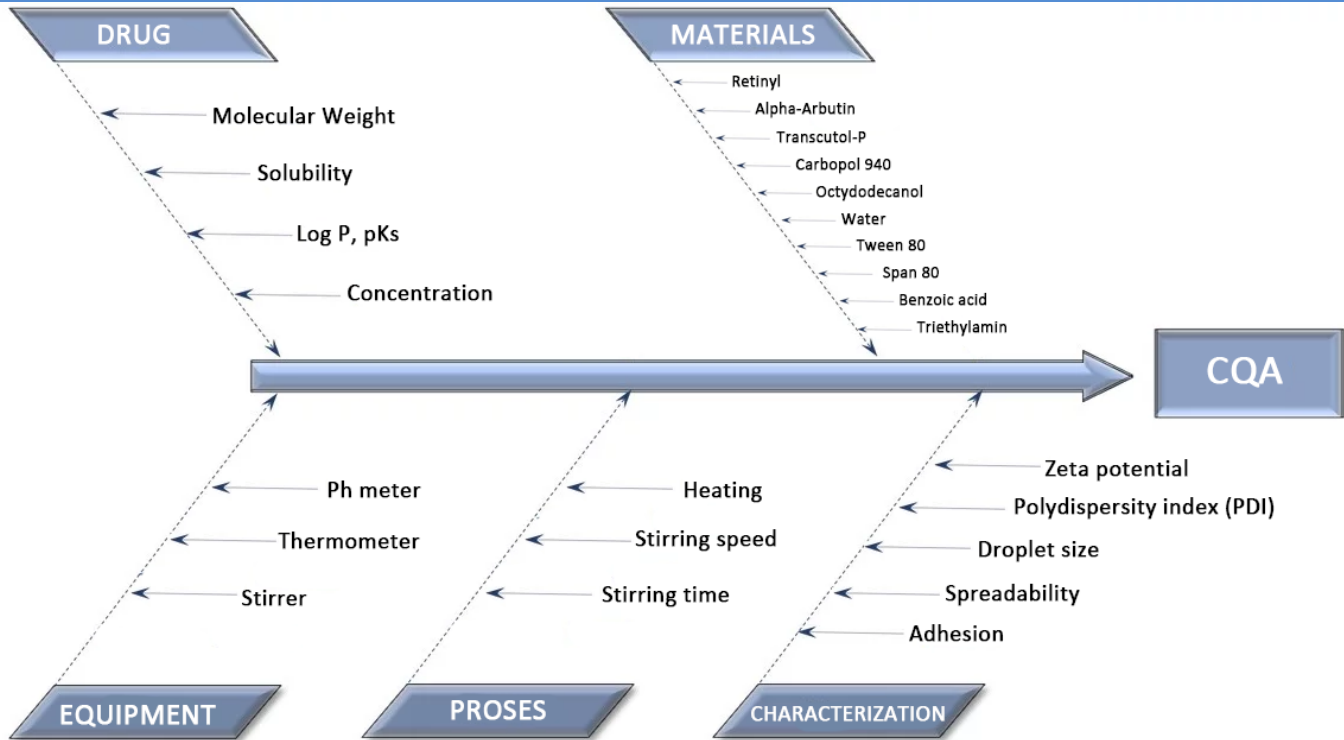 DRUG
MATERIALS
Molecular Weight
Solubility
Log P, pKs
Concentration
Retinyl
Alpha-Arbutin
Transcutol-P
Carbopol 940
Octydodecanol
Water
Tween 80
Span 80
Benzoic acid
Triethylamin
CQA
Ph meter
Thermometer
Stirrer
Heating
Stirring speed
Stirring time
Zeta potential
Polydispersity index (PDI)
Droplet size
Spreadability
Adhesion
EQUIPMENT
PROSES
CHARACTERIZATION